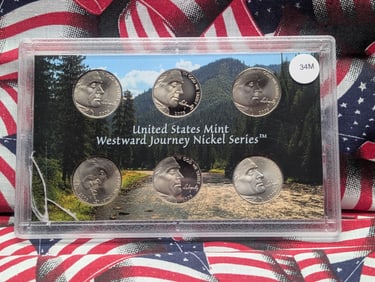 34M
United States Mint
Westward Journey Nickel Series™